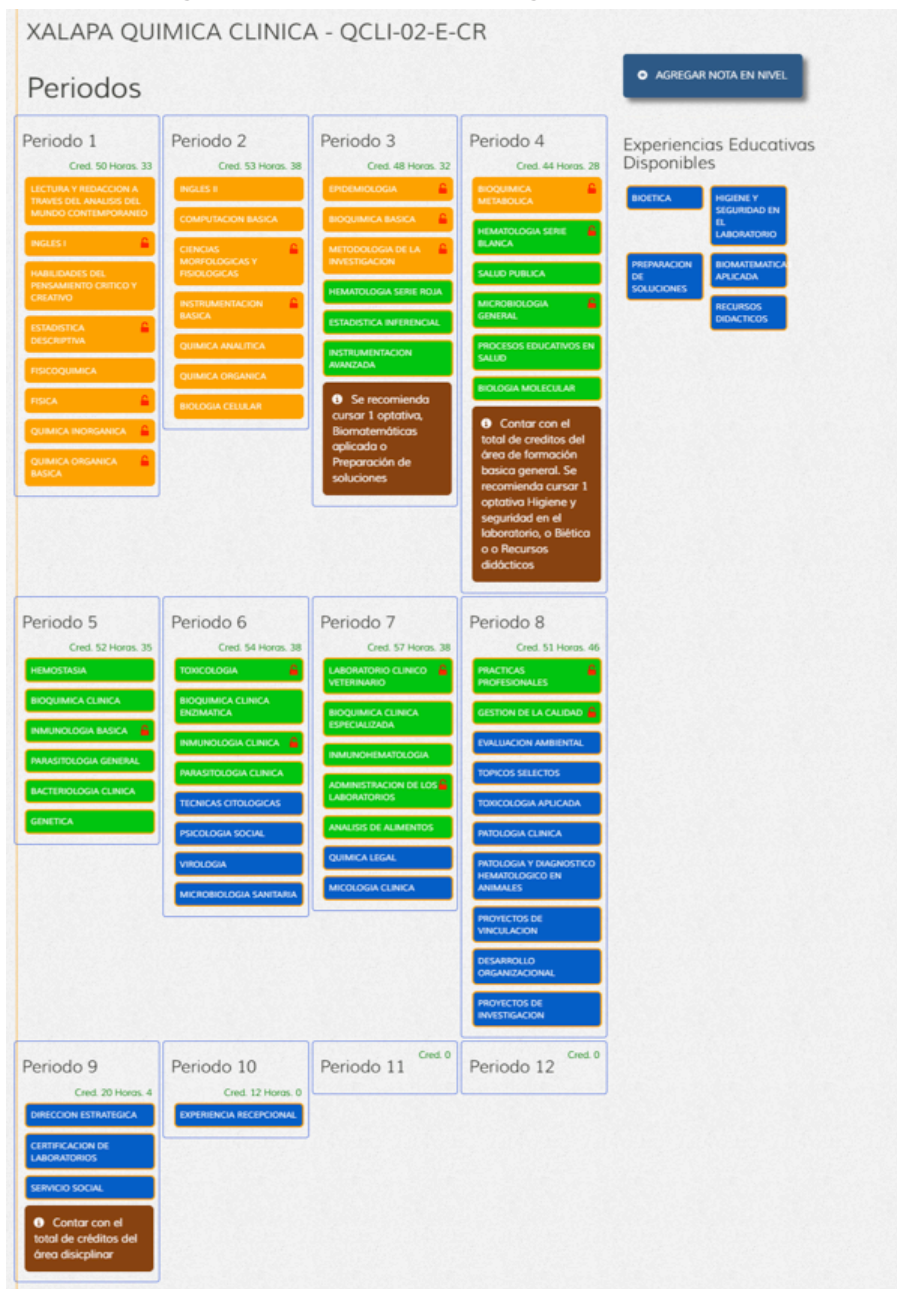 XALAPA QUIMICA CLINICA - QCLI-02-E-CR
Periodos
AGREGAR NOTA EN NIVEL
Periodo 1
Cred. 50 Horas. 33
LECTURA Y REDACCION A
TRAVES DEL ANALISIS DEL
MUNDO CONTEMPORANEO
INGLES I
HABILIDADES DEL
PENSAMIENTO CRITICO Y
CREATIVO
ESTADISTICA
DESCRIPTIVA
FISICOQUIMICA
FISICA
QUIMICA INORGANICA
QUIMICA ORGANICA
BASICA
Periodo 2
Cred. 53 Horas. 38
INGLES II
COMPUTACION BASICA
CIENCIAS
MORFOLOGICAS Y
FISIOLOGICAS
INSTRUMENTACION
BASICA
QUIMICA ANALITICA
QUIMICA ORGANICA
BIOLOGIA CELULAR
Periodo 3
Cred. 48 Horas. 32
EPIDEMIOLOGIA
BIOQUIMICA BASICA
METODOLOGIA DE LA
INVESTIGACION
HEMATOLOGIA SERIE ROJA
ESTADISTICA INFERENCIAL
INSTRUMENTACION
AVANZADA
Se recomienda
cursar 1 optativa,
Biomatemáticas
aplicada o
Preparación de
soluciones
Periodo 4
Cred. 44 Horas. 28
BIOQUIMICA
METABOLICA
HEMATOLOGIA SERIE
BLANCA
SALUD PUBLICA
MICROBIOLOGIA
GENERAL
PROCESOS EDUCATIVOS EN
SALUD
BIOLOGIA MOLECULAR
Contar con el
total de creditos del
área de formación
basica general. Se
recomienda cursar 1
optativa Higiene y
seguridad en el
laboratorio, o Biética
o o Recursos
didácticos
Experiencias Educativas
Disponibles
BIOETICA
HIGIENE Y
SEGURIDAD EN
EL
LABORATORIO
PREPARACION
DE
SOLUCIONES
BIOMATEMATICA
APLICADA
RECURSOS
DIDACTICOS
Periodo 5
Cred. 52 Horas. 35
HEMOSTASIA
BIOQUIMICA CLINICA
INMUNOLOGIA BASICA
PARASITOLOGIA GENERAL
BACTERIOLOGIA CLINICA
GENETICA
Periodo 6
Cred. 54 Horas. 38
TOXICOLOGIA
BIOQUIMICA CLINICA
ENZIMATICA
INMUNOLOGIA CLINICA
PARASITOLOGIA CLINICA
TECNICAS CITOLOGICAS
PSICOLOGIA SOCIAL
VIROLOGIA
MICROBIOLOGIA SANITARIA
Periodo 7
Cred. 57 Horas. 38
LABORATORIO CLINICO
VETERINARIO
BIOQUIMICA CLINICA
ESPECIALIZADA
INMUNOHEMATOLOGIA
ADMINISTRACION DE LOS
LABORATORIOS
ANALISIS DE ALIMENTOS
QUIMICA LEGAL
MICOLOGIA CLINICA
Periodo 8
Cred. 51 Horas. 46
PRACTICAS
PROFESIONALES
GESTION DE LA CALIDAD
EVALUACION AMBIENTAL
TOPICOS SELECTOS
TOXICOLOGIA APLICADA
PATOLOGIA CLINICA
PATOLOGIA Y DIAGNOSTICO
HEMATOLOGICO EN
ANIMALES
PROYECTOS DE
VINCULACION
DESARROLLO
ORGANIZACIONAL
PROYECTOS DE
INVESTIGACION
Periodo 9
Cred. 20 Horas. 4
DIRECCION ESTRATEGICA
CERTIFICACION DE
LABORATORIOS
SERVICIO SOCIAL
Contar con el
total de créditos del
área disicplinar
Periodo 10
Cred. 12 Horas. 0
EXPERIENCIA RECEPCIONAL
Periodo 11
Cred. 0
Periodo 12
Cred. 0